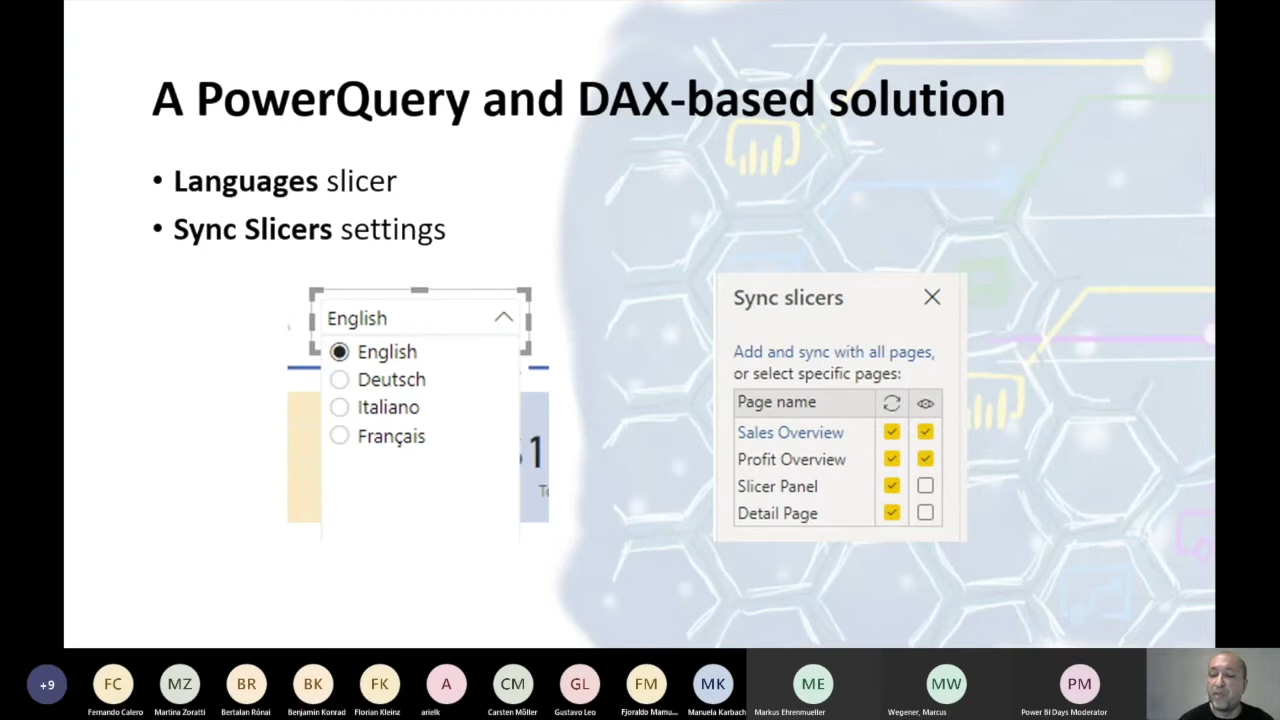 A PowerQuery and DAX-based solution
• Languages slicer
• Sync Slicers settings
English
English
Deutsch
Italiano
Français
Sync slicers
Add and sync with all pages,
or select specific pages:
Page name
Sales Overview
Profit Overview
Slicer Panel
Detail Page
+9
FC
MZ
BR
BK
FK
A
CM
GL
FM
MK
ME
MW
PM
Fernando Calero
Martina Zoratti
Bertalan Rónai
Benjamin Konrad
Florian Kleinz
arielk
Carsten Möller
Gustavo Leo
Fjoraldo Mamu...
Manuela Karbach
Markus Ehrenmueller
Wegener, Marcus
Power BI Days Moderator